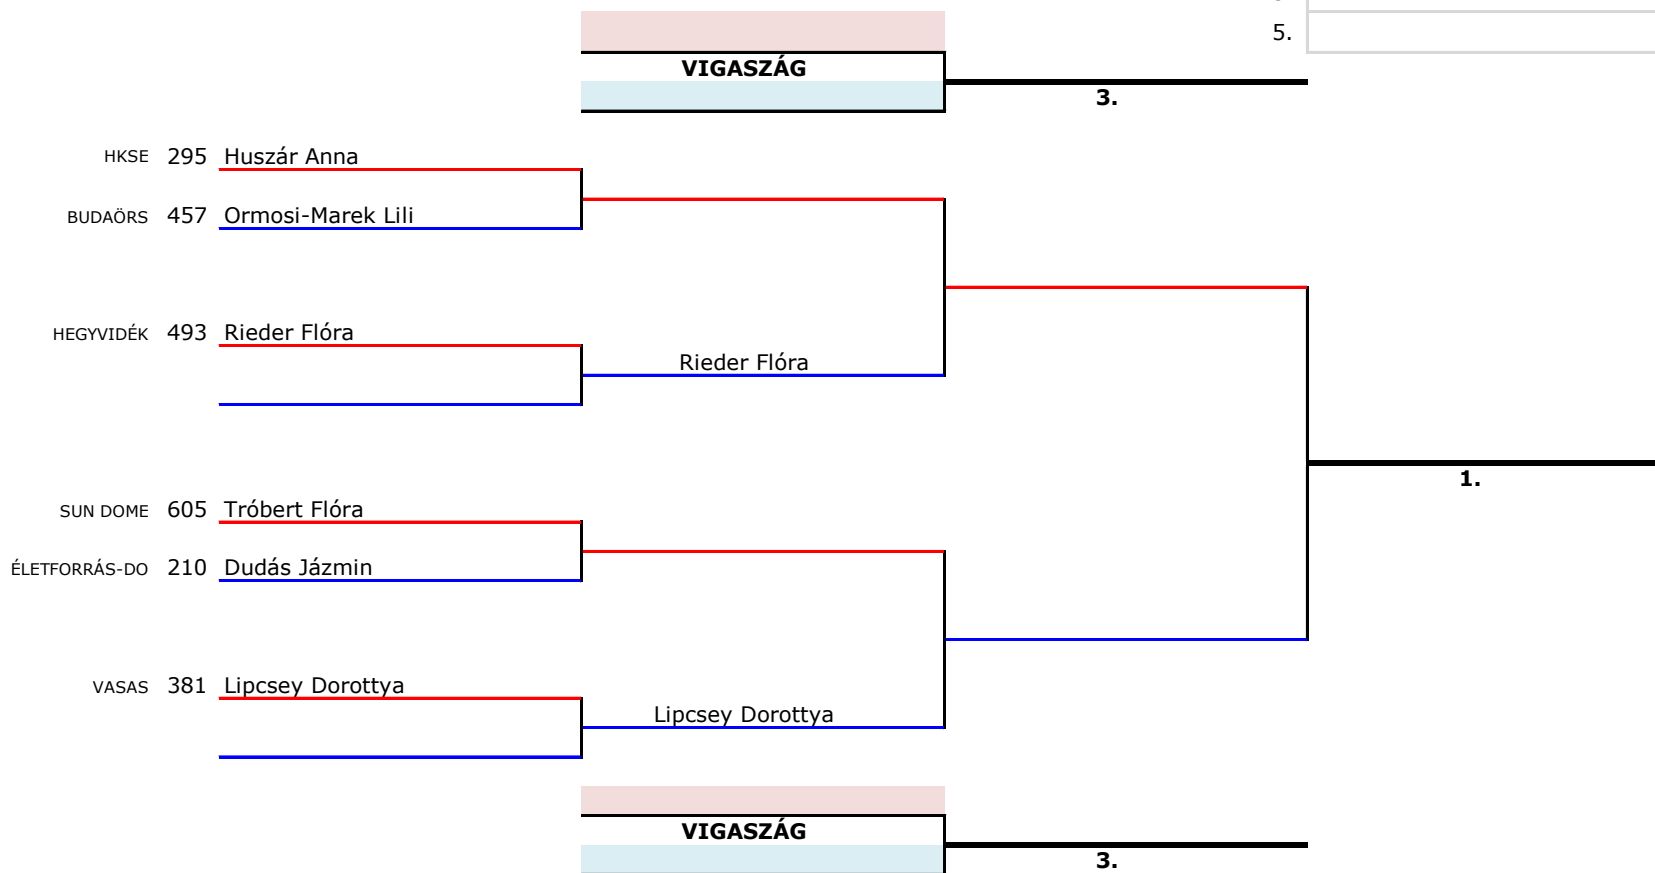 5.
VIGASZÁG
3.
HKSE 295 Huszár Anna
BUDAÖRS 457 Ormosi-Marek Lili
HEGYVIDÉK 493 Rieder Flóra
Rieder Flóra
1.
SUN DOME 605 Tróbert Flóra
ÉLETFORRÁS-DO 210 Dudás Jázmin
VASAS 381 Lipcsey Dorottya
Lipcsey Dorottya
VIGASZÁG
3.